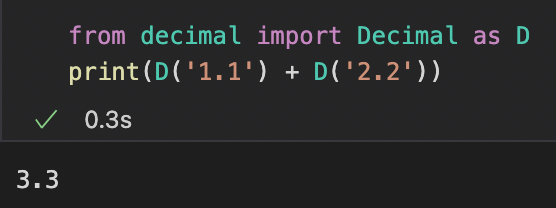 from decimal import Decimal as D
print(D('1.1') + D('2.2'))
0.3s
3.3